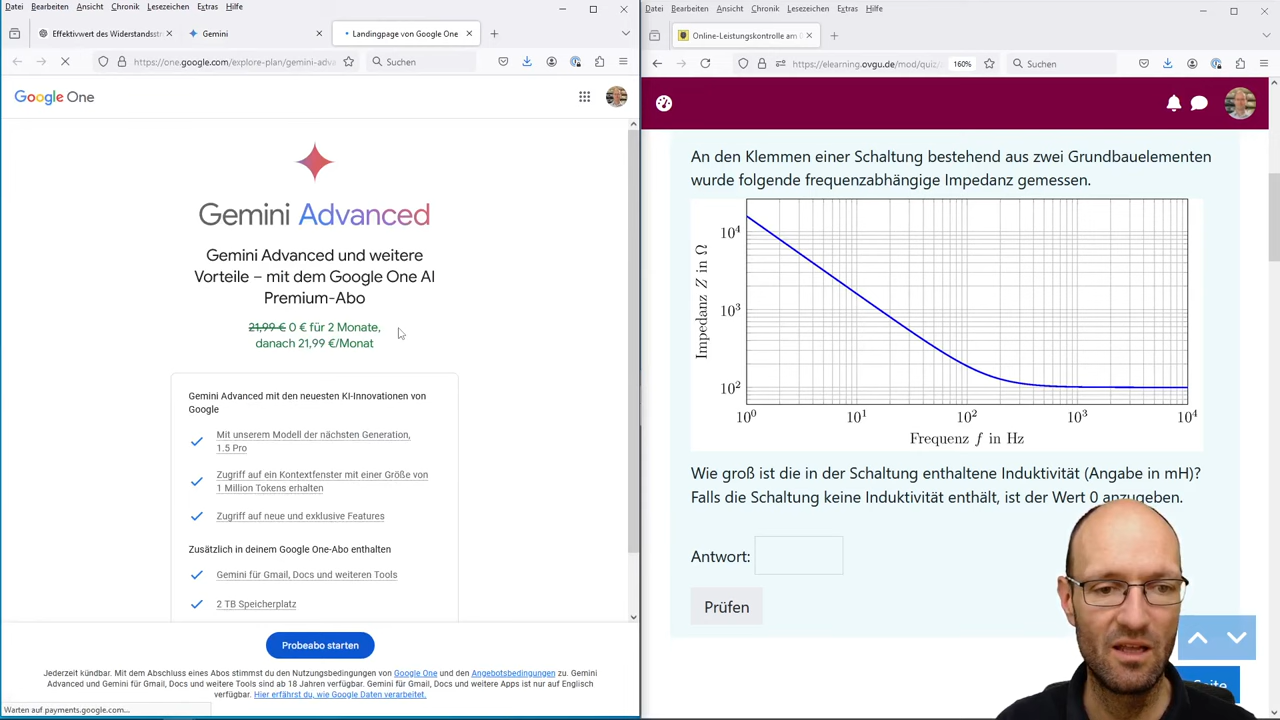 Datei Bearbeiten Ansicht Chronik Lesezeichen Extras Hilfe
Effektivwert des Widerstandsst
Gemini
Landingpage von Google One
https://one.google.com/explore-plan/gemini-adv
Suchen
Google One
Gemini Advanced
Gemini Advanced und weitere
Vorteile – mit dem Google One AI
Premium-Abo
21,99 € 0 € für 2 Monate,
danach 21,99 €/Monat
Gemini Advanced mit den neuesten KI-Innovationen von
Google
Mit unserem Modell der nächsten Generation,
1.5 Pro
Zugriff auf ein Kontextfenster mit einer Größe von
1 Million Tokens erhalten
Zugriff auf neue und exklusive Features
Zusätzlich in deinem Google One-Abo enthalten
Gemini für Gmail, Docs und weiteren Tools
2 TB Speicherplatz
Probeabo starten
Jederzeit kündbar. Mit dem Abschluss eines Abos stimmst du den Nutzungsbedingungen von Google One und den Angebotsbedingungen zu. Gemini
Advanced und Gemini für Gmail, Docs und weitere Tools sind ab 18 Jahren verfügbar. Gemini für Gmail, Docs und weitere Apps ist nur auf Englisch
verfügbar. Hier erfährst du, wie Google Daten verarbeitet.
Warten auf payments.google.com...
Datei Bearbeiten Ansicht Chronik Lesezeichen Extras Hilfe
Online-Leistungskontrolle am
https://elearning.ovgu.de/mod/quiz/
160%
Suchen
An den Klemmen einer Schaltung bestehend aus zwei Grundbauelementen
wurde folgende frequenzabhängige Impedanz gemessen.
Impedanz Z in Ω
10⁴
10³
10²
10⁰ 10¹ 10² 10³ 10⁴
Frequenz f in Hz
Wie groß ist die in der Schaltung enthaltene Induktivität (Angabe in mH)?
Falls die Schaltung keine Induktivität enthält, ist der Wert 0 anzugeben.
Antwort:
Prüfen
Seite